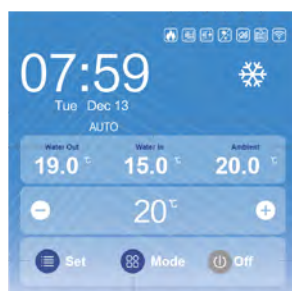 07:59
Tue Dec 13
AUTO
Water Out Water In Ambient
19.0 ℃ 15.0 ℃ 20.0 ℃
20℃
Set Mode Off